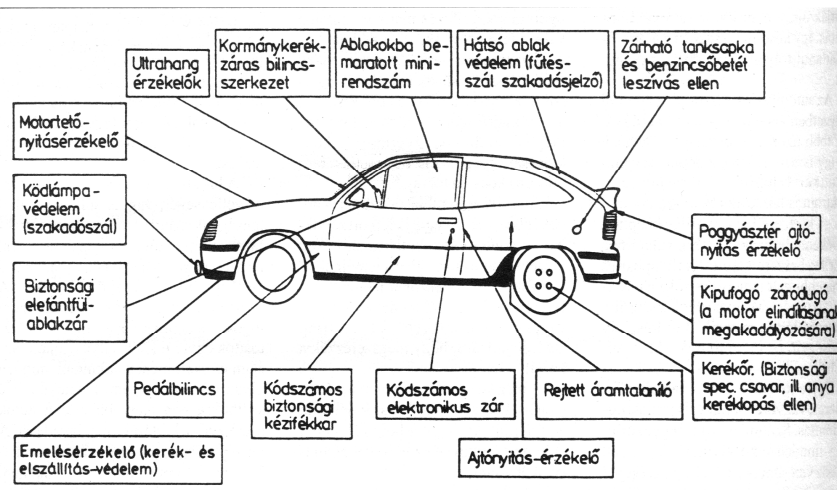 Ultrahang
érzékelők
Kormánykerék-
záras bilincs-
szerkezet
Ablakokba be-
maratott mini-
rendszám
Hátsó ablak
védelem (fűtés-
szál szakadásjelző)
Zárható tanksapka
és benzincsőbetét
leszívás ellen
Motortető-
nyitásérzékelő
Ködlámpa-
védelem
(szakadószál)
Biztonsági
elefántfül-
ablakzár
Poggyásztér ajtó-
nyitás érzékelő
Kipufogó záródugó
(a motor elindításának
megakadályozására)
Kerékőr. (Biztonsági
spec. csavar, ill. anya
keréklopás ellen)
Pedálbilincs
Kódszámos
biztonsági
kézifékkar
Kódszámos
elektronikus zár
Rejtett áramtalanító
Emelésérzékelő (kerék- és
elszállítás-védelem)
Ajtónyitás-érzékelő